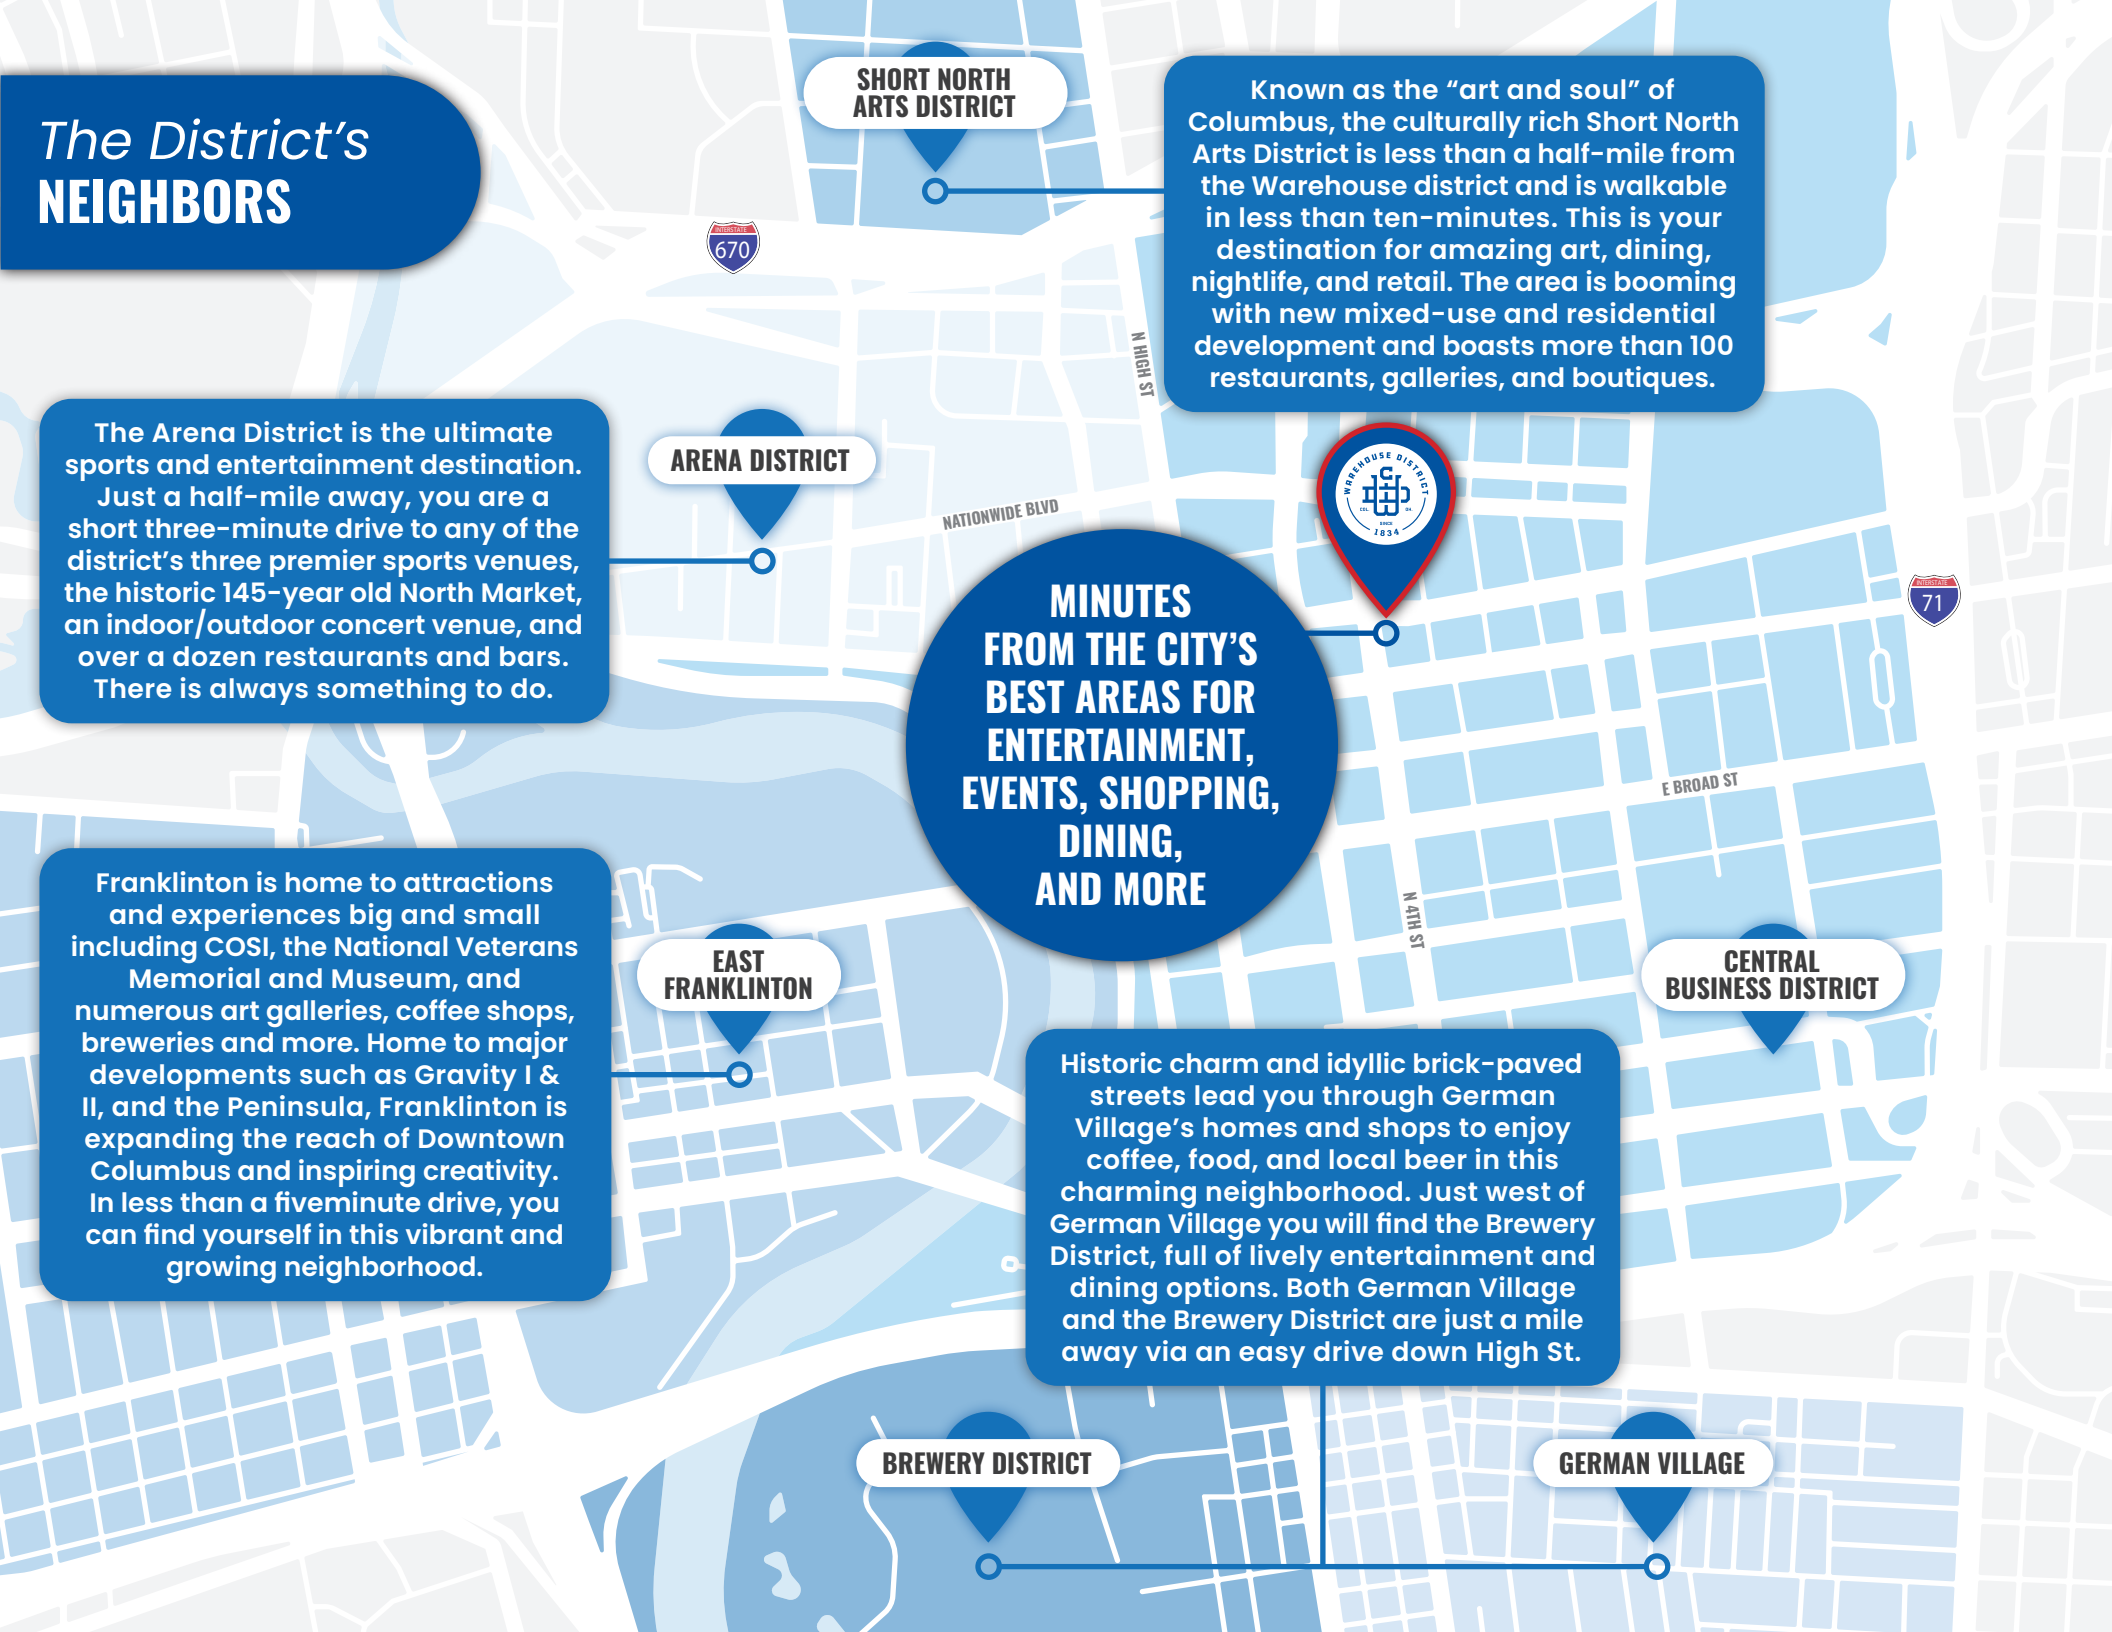 The District's
NEIGHBORS
SHORT NORTH
ARTS DISTRICT
Known as the “art and soul” of
Columbus, the culturally rich Short North
Arts District is less than a half-mile from
the Warehouse district and is walkable
in less than ten-minutes. This is your
destination for amazing art, dining,
nightlife, and retail. The area is booming
with new mixed-use and residential
development and boasts more than 100
restaurants, galleries, and boutiques.
INTERSTATE
670
N HIGH ST
The Arena District is the ultimate
sports and entertainment destination.
Just a half-mile away, you are a
short three-minute drive to any of the
district's three premier sports venues,
the historic 145-year old North Market,
an indoor/outdoor concert venue, and
over a dozen restaurants and bars.
There is always something to do.
ARENA DISTRICT
NATIONWIDE BLVD
WAREHOUSE DISTRICT
COL. OH.
SINCE
1834
INTERSTATE
71
MINUTES
FROM THE CITY'S
BEST AREAS FOR
ENTERTAINMENT,
EVENTS, SHOPPING,
DINING,
AND MORE
E BROAD ST
N 4TH ST
Franklinton is home to attractions
and experiences big and small
including COSI, the National Veterans
Memorial and Museum, and
numerous art galleries, coffee shops,
breweries and more. Home to major
developments such as Gravity I &
II, and the Peninsula, Franklinton is
expanding the reach of Downtown
Columbus and inspiring creativity.
In less than a fiveminute drive, you
can find yourself in this vibrant and
growing neighborhood.
EAST
FRANKLINTON
CENTRAL
BUSINESS DISTRICT
Historic charm and idyllic brick-paved
streets lead you through German
Village's homes and shops to enjoy
coffee, food, and local beer in this
charming neighborhood. Just west of
German Village you will find the Brewery
District, full of lively entertainment and
dining options. Both German Village
and the Brewery District are just a mile
away via an easy drive down High St.
BREWERY DISTRICT
GERMAN VILLAGE